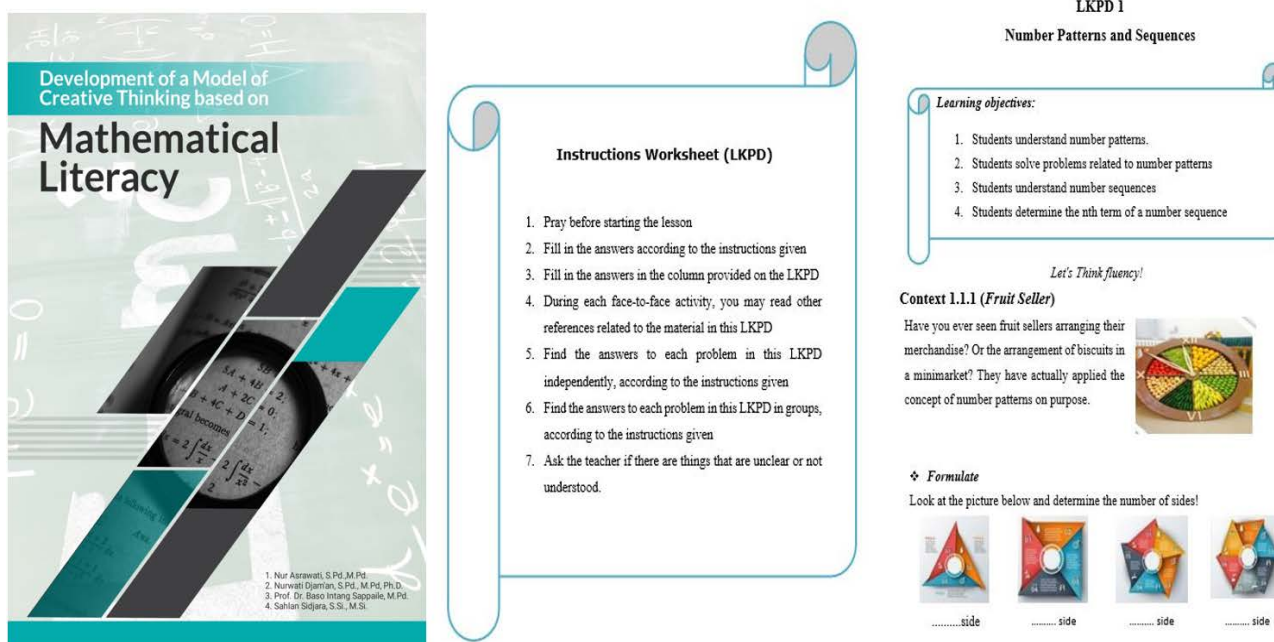 Development of a Model of
Creative Thinking based on
Mathematical
Literacy
1. Nur Asrawati, S.Pd.,M.Pd.
2. Nurwati Djam'an, S.Pd., M.Pd, Ph.D.
3. Prof. Dr. Baso Intang Sappaile, M.Pd.
4. Sahlan Sidjara, S.Si., M.Si.
Instructions Worksheet (LKPD)
1. Pray before starting the lesson
2. Fill in the answers according to the instructions given
3. Fill in the answers in the column provided on the LKPD
4. During each face-to-face activity, you may read other
references related to the material in this LKPD
5. Find the answers to each problem in this LKPD
independently, according to the instructions given
6. Find the answers to each problem in this LKPD in groups,
according to the instructions given
7. Ask the teacher if there are things that are unclear or not
understood.
LKPD 1
Number Patterns and Sequences
Learning objectives:
1. Students understand number patterns.
2. Students solve problems related to number patterns
3. Students understand number sequences
4. Students determine the nth term of a number sequence
Let's Think fluency!
Context 1.1.1 (Fruit Seller)
Have you ever seen fruit sellers arranging their
merchandise? Or the arrangement of biscuits in
a minimarket? They have actually applied the
concept of number patterns on purpose.
❖ Formulate
Look at the picture below and determine the number of sides!
..........side .......... side .......... side .......... side